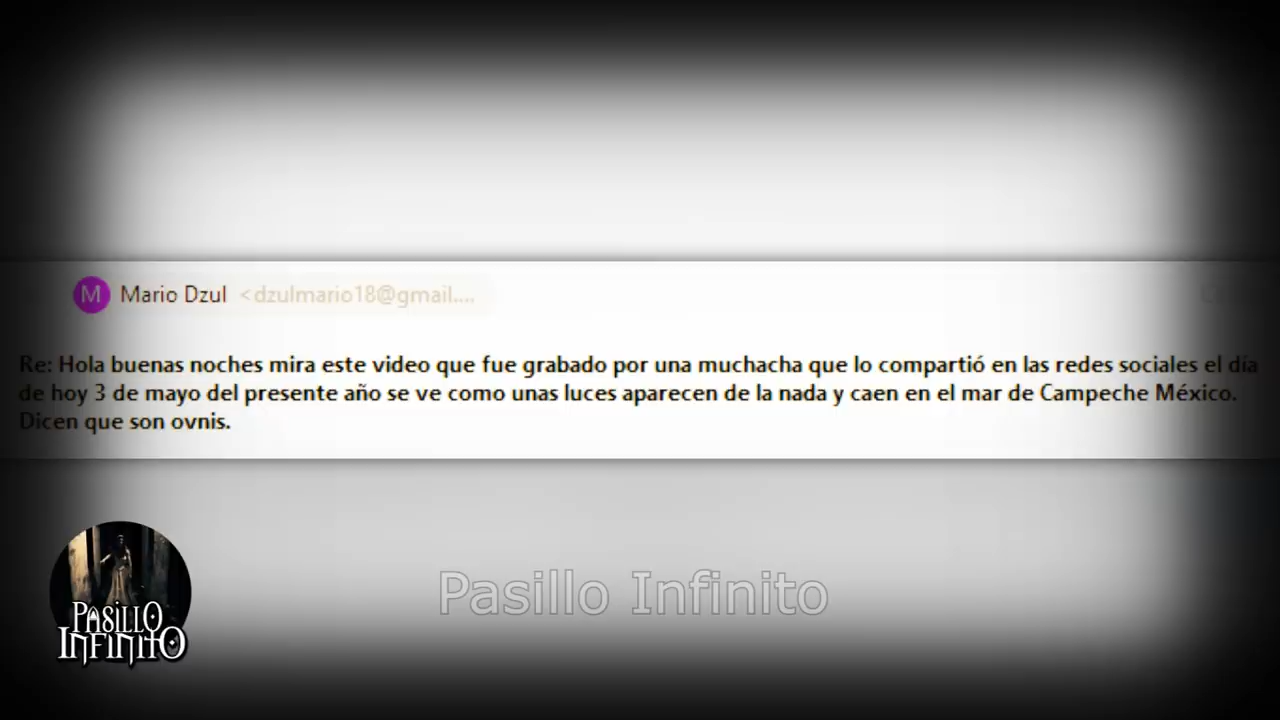 M Mario Dzul <dzulmario18@gmail....
Re: Hola buenas noches mira este video que fue grabado por una muchacha que lo compartió en las redes sociales el día
de hoy 3 de mayo del presente año se ve como unas luces aparecen de la nada y caen en el mar de Campeche México.
Dicen que son ovnis.
Pasillo Infinito
PASILLO
INFINITO